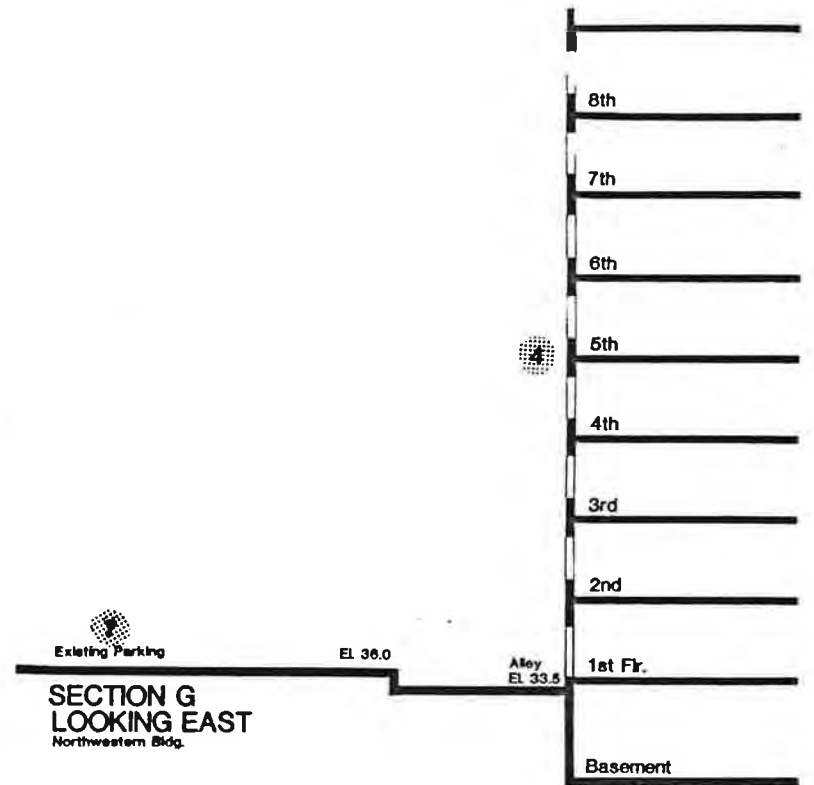 8th
7th
6th
4
5th
4th
3rd
2nd
7
Existing Parking
El. 36.0
Alley
El. 33.5
1st Flr.
SECTION G
LOOKING EAST
Northwestern Bldg.
Basement